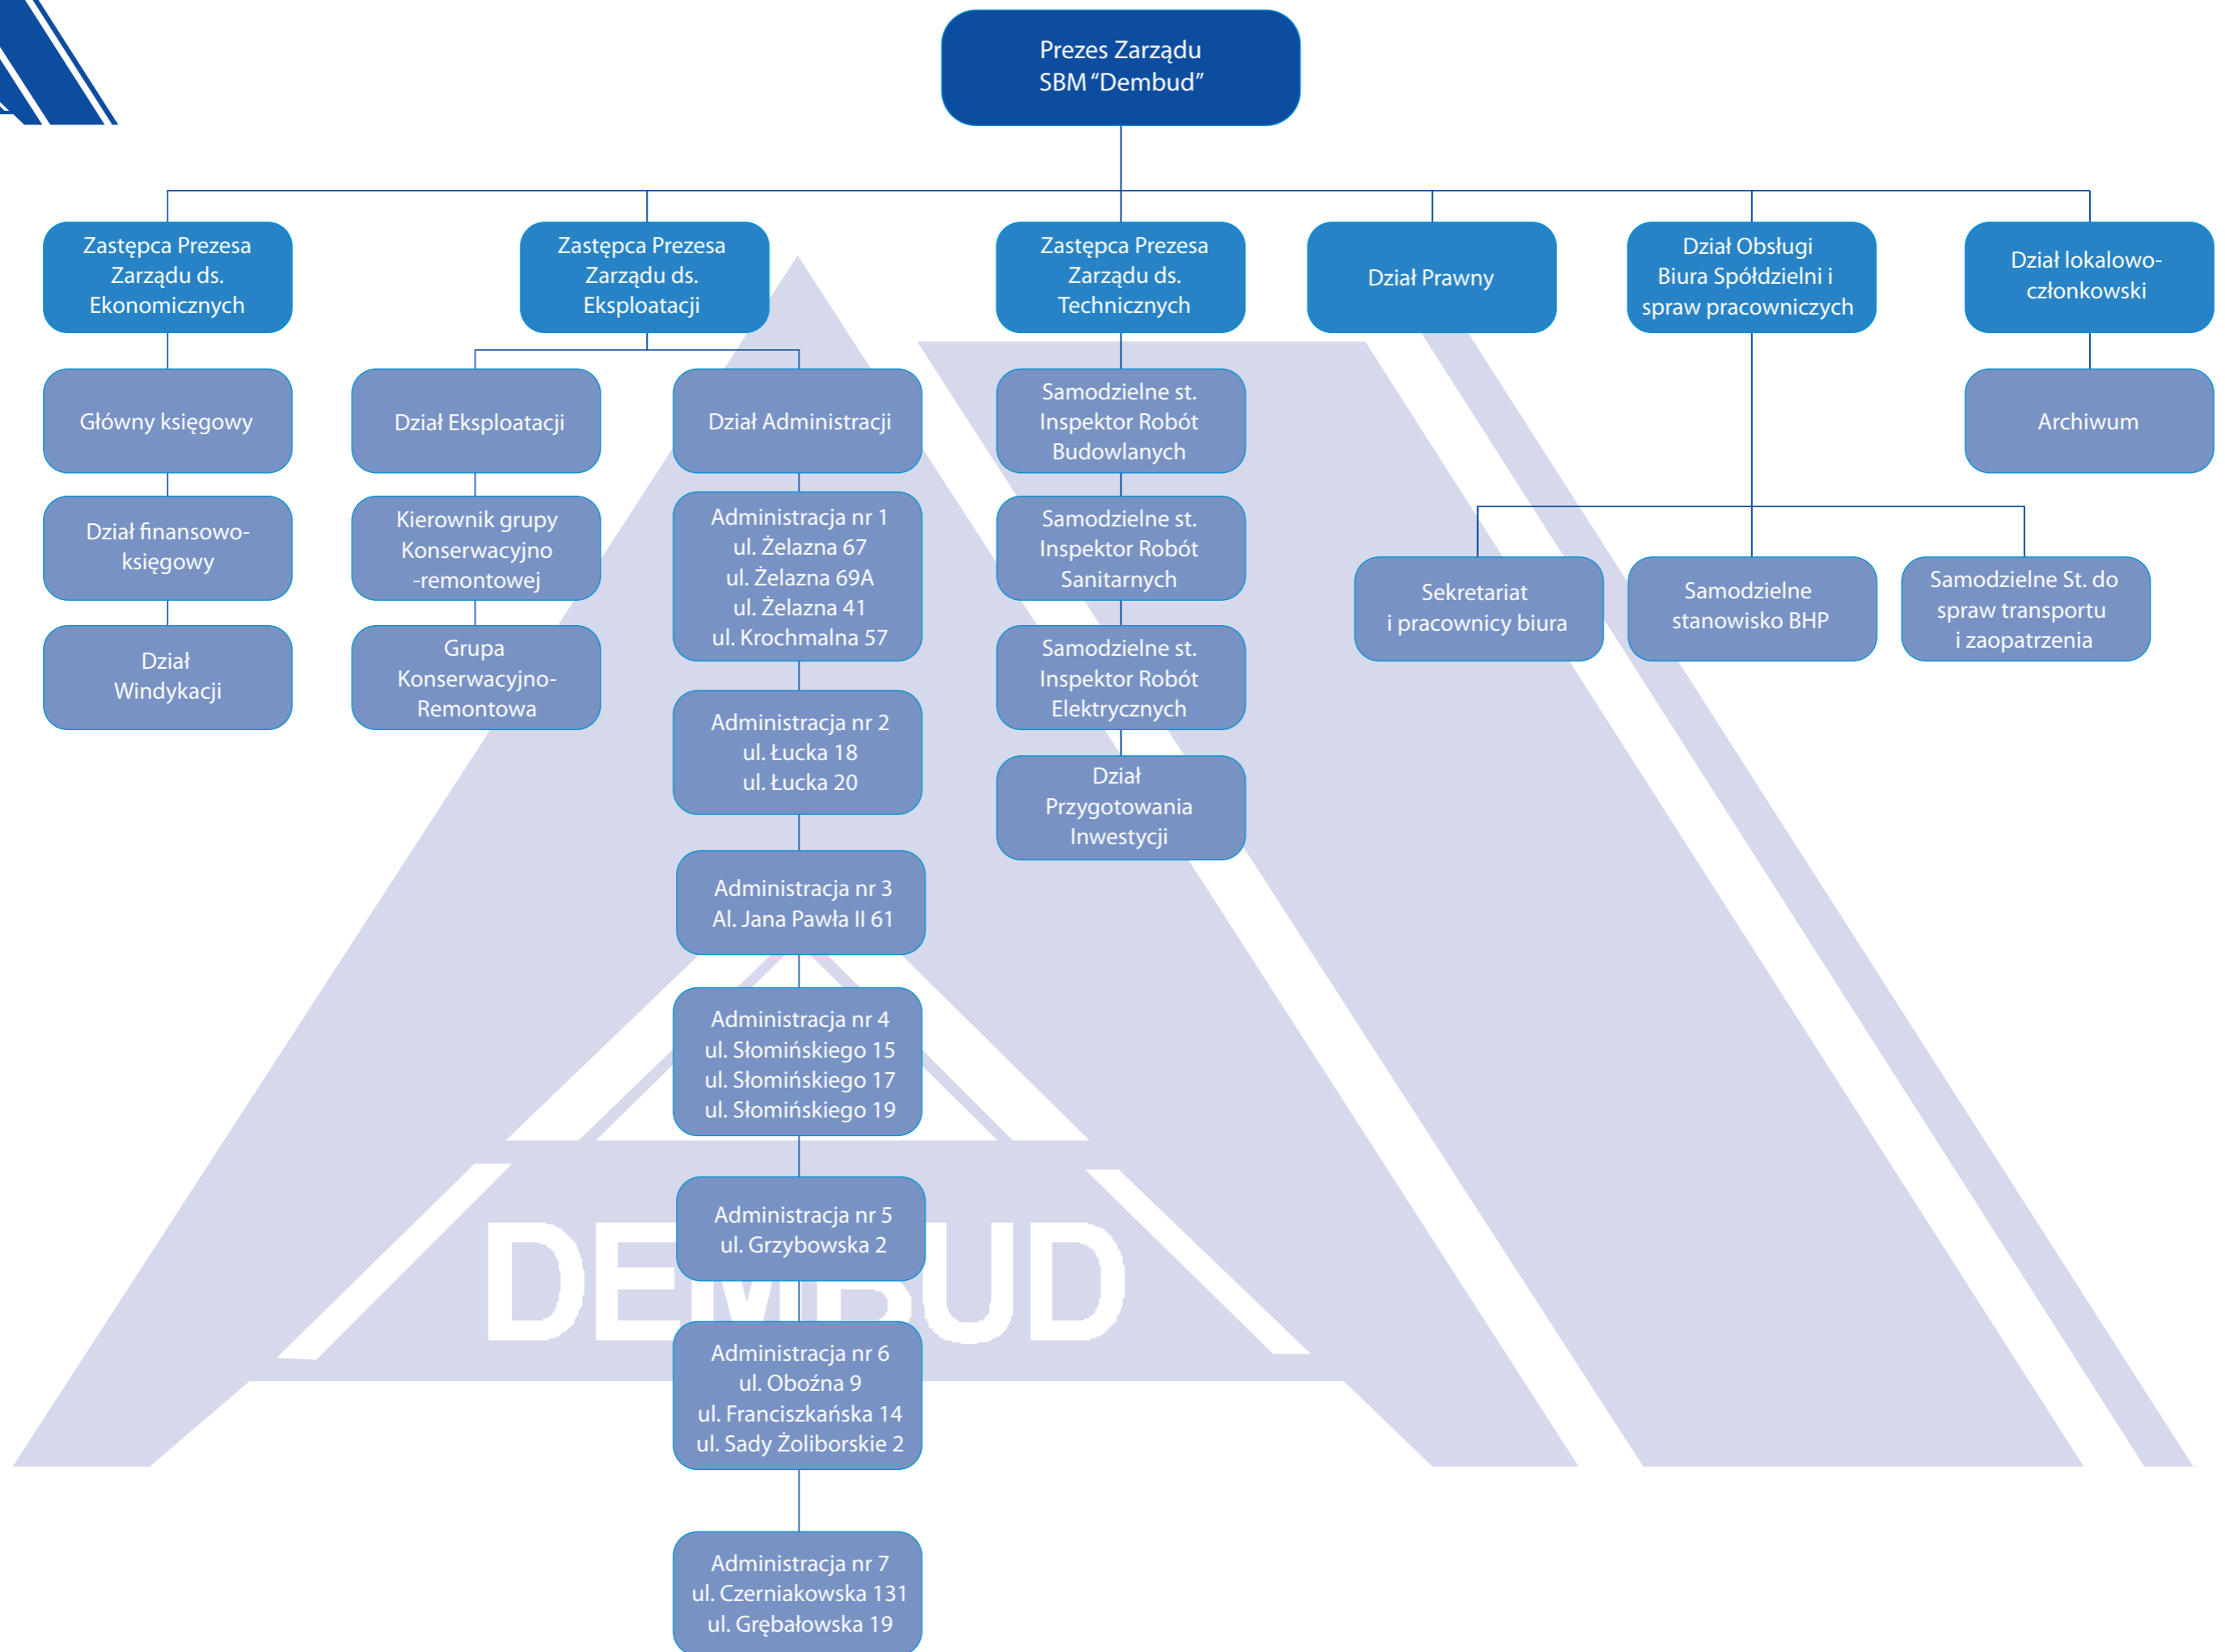 Prezes Zarządu
SBM “Dembud”
Zastępca Prezesa
Zarządu ds.
Ekonomicznych
Zastępca Prezesa
Zarządu ds.
Eksploatacji
Zastępca Prezesa
Zarządu ds.
Technicznych
Dział Prawny
Dział Obsługi
Biura Spółdzielni i
spraw pracowniczych
Dział lokalowo-
członkowski
Główny księgowy
Dział finansowo-
księgowy
Dział
Windykacji
Dział Eksploatacji
Kierownik grupy
Konserwacyjno
-remontowej
Grupa
Konserwacyjno-
Remontowa
Dział Administracji
Administracja nr 1
ul. Żelazna 67
ul. Żelazna 69A
ul. Żelazna 41
ul. Krochmalna 57
Administracja nr 2
ul. Łucka 18
ul. Łucka 20
Administracja nr 3
Al. Jana Pawła II 61
Administracja nr 4
ul. Słomińskiego 15
ul. Słomińskiego 17
ul. Słomińskiego 19
Administracja nr 5
ul. Grzybowska 2
Administracja nr 6
ul. Oboźna 9
ul. Franciszkańska 14
ul. Sady Żoliborskie 2
Administracja nr 7
ul. Czerniakowska 131
ul. Grębałowska 19
Samodzielne st.
Inspektor Robót
Budowlanych
Samodzielne st.
Inspektor Robót
Sanitarnych
Samodzielne st.
Inspektor Robót
Elektrycznych
Dział
Przygotowania
Inwestycji
Sekretariat
i pracownicy biura
Samodzielne
stanowisko BHP
Samodzielne St. do
spraw transportu
i zaopatrzenia
Archiwum
DEMBUD